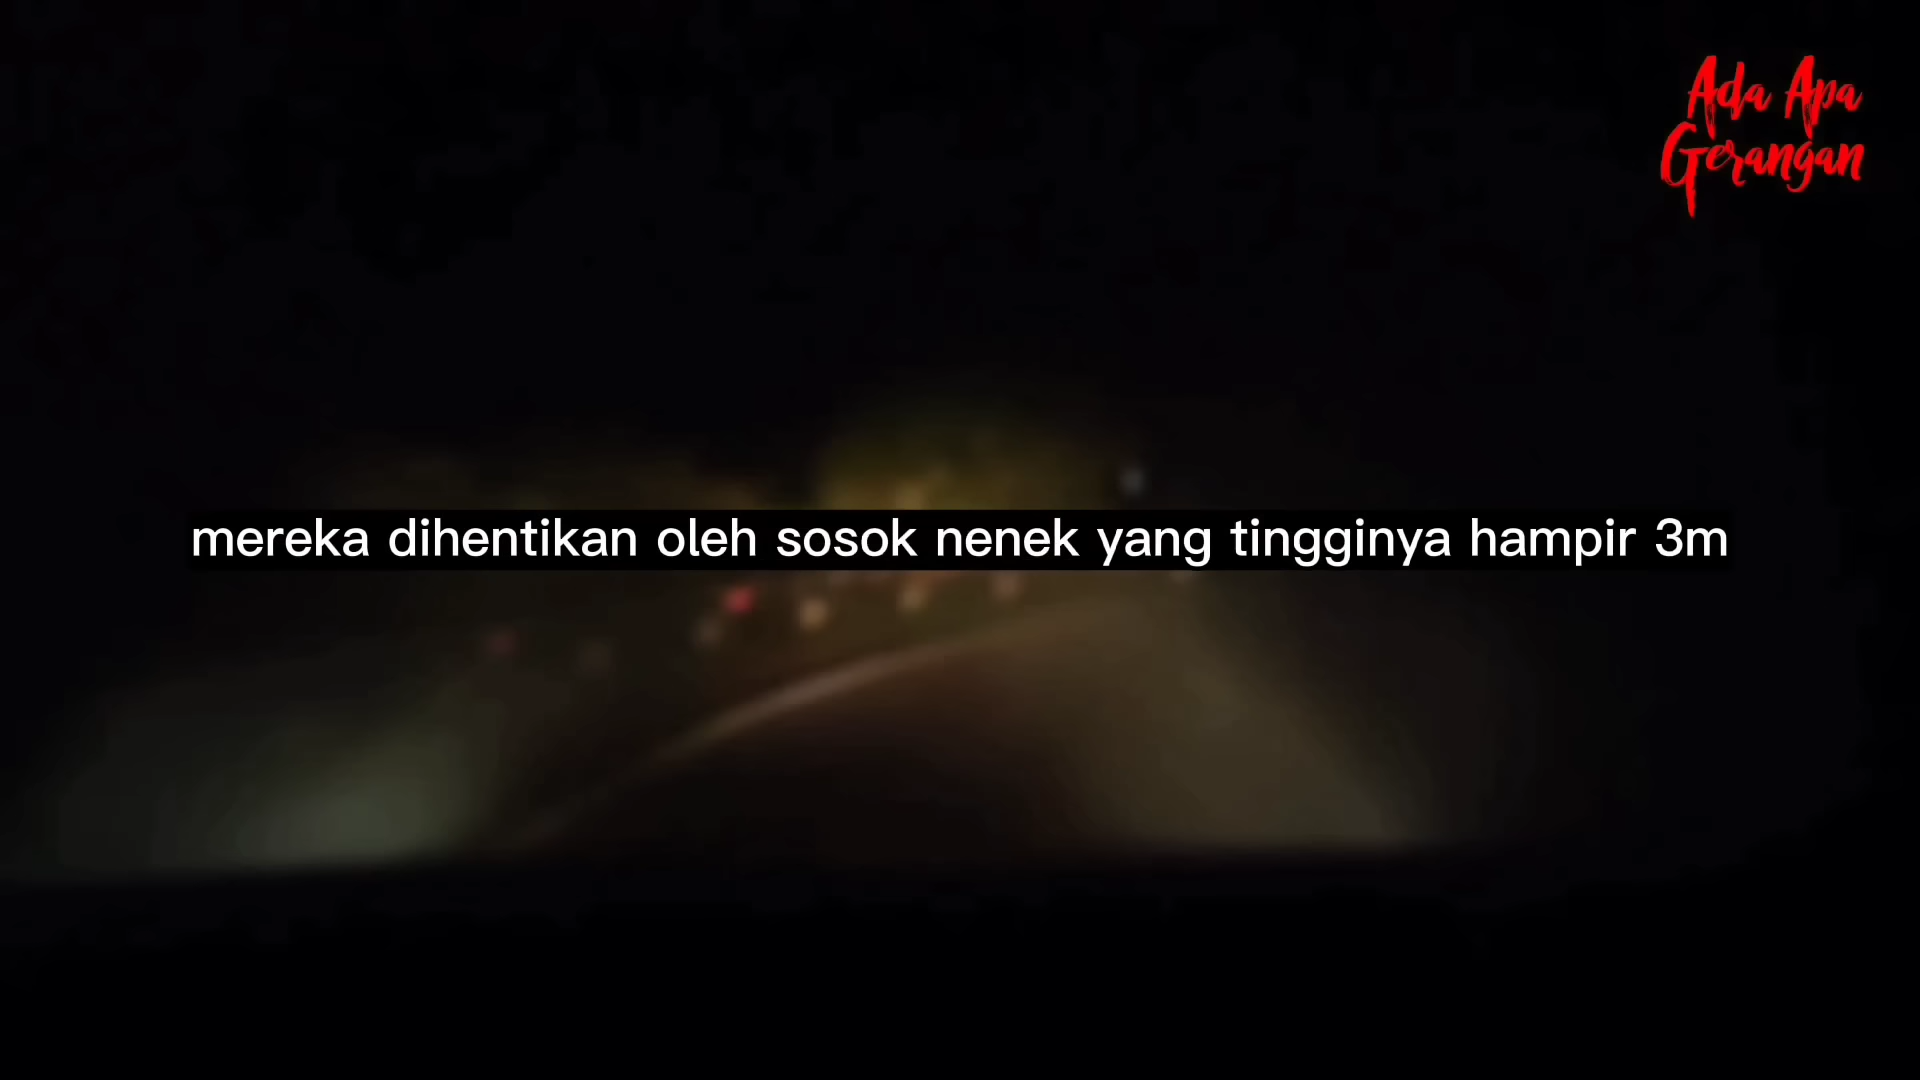 Ada Apa
Gerangan
mereka dihentikan oleh sosok nenek yang tingginya hampir 3m